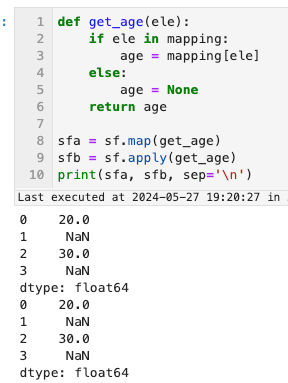 :
1 def get_age(ele):
2     if ele in mapping:
3         age = mapping[ele]
4     else:
5         age = None
6     return age
7
8 sfa = sf.map(get_age)
9 sfb = sf.apply(get_age)
10 print(sfa, sfb, sep='\n')
Last executed at 2024-05-27 19:20:27 in
0    20.0
1     NaN
2    30.0
3     NaN
dtype: float64
0    20.0
1     NaN
2    30.0
3     NaN
dtype: float64